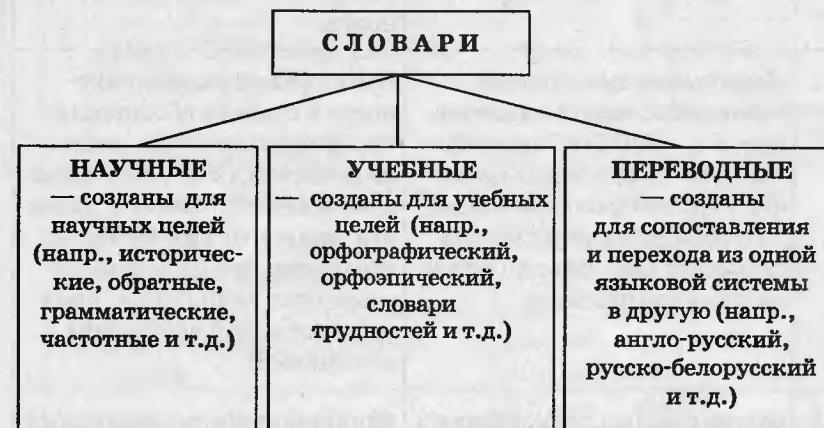 СЛОВАРИ
НАУЧНЫЕ
— созданы для
научных целей
(напр., историчес-
кие, обратные,
грамматические,
частотные и т.д.)
УЧЕБНЫЕ
— созданы для учебных
целей (напр.,
орфографический,
орфоэпический,
словари
трудностей и т.д.)
ПЕРЕВОДНЫЕ
— созданы
для сопоставления
и перехода из одной
языковой системы
в другую (напр.,
англо-русский,
русско-белорусский
и т.д.)